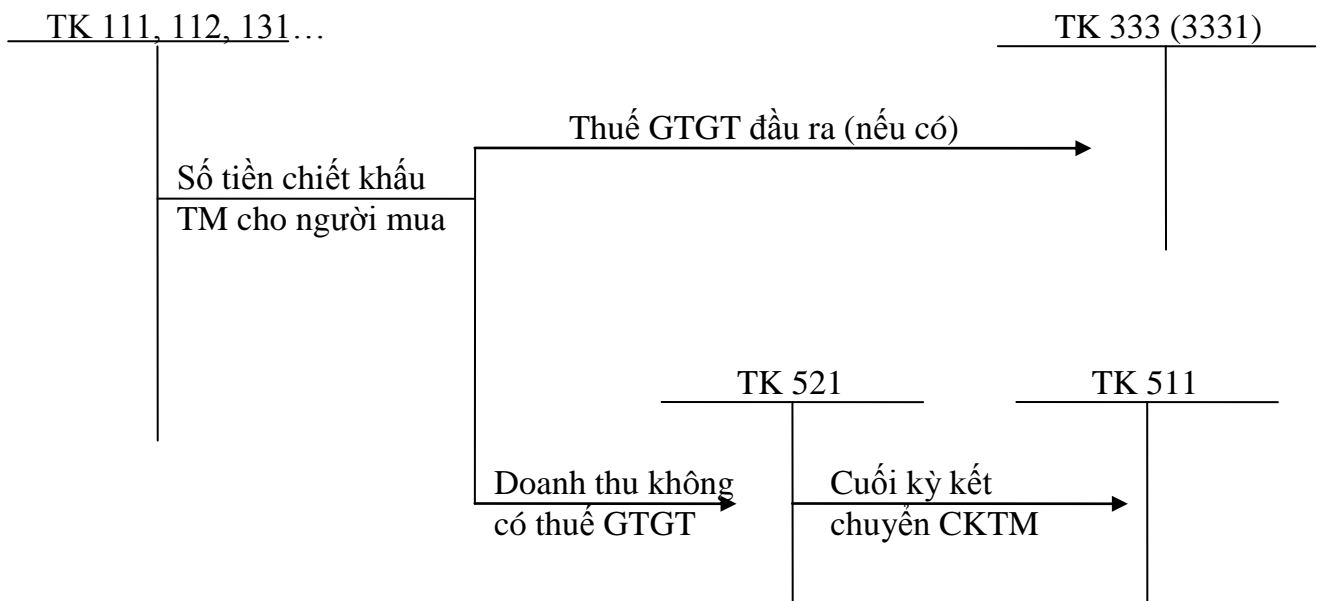 TK 111, 112, 131…
TK 333 (3331)
Thuế GTGT đầu ra (nếu có)
Số tiền chiết khấu
TM cho người mua
TK 521
TK 511
Doanh thu không
có thuế GTGT
Cuối kỳ kết
chuyển CKTM